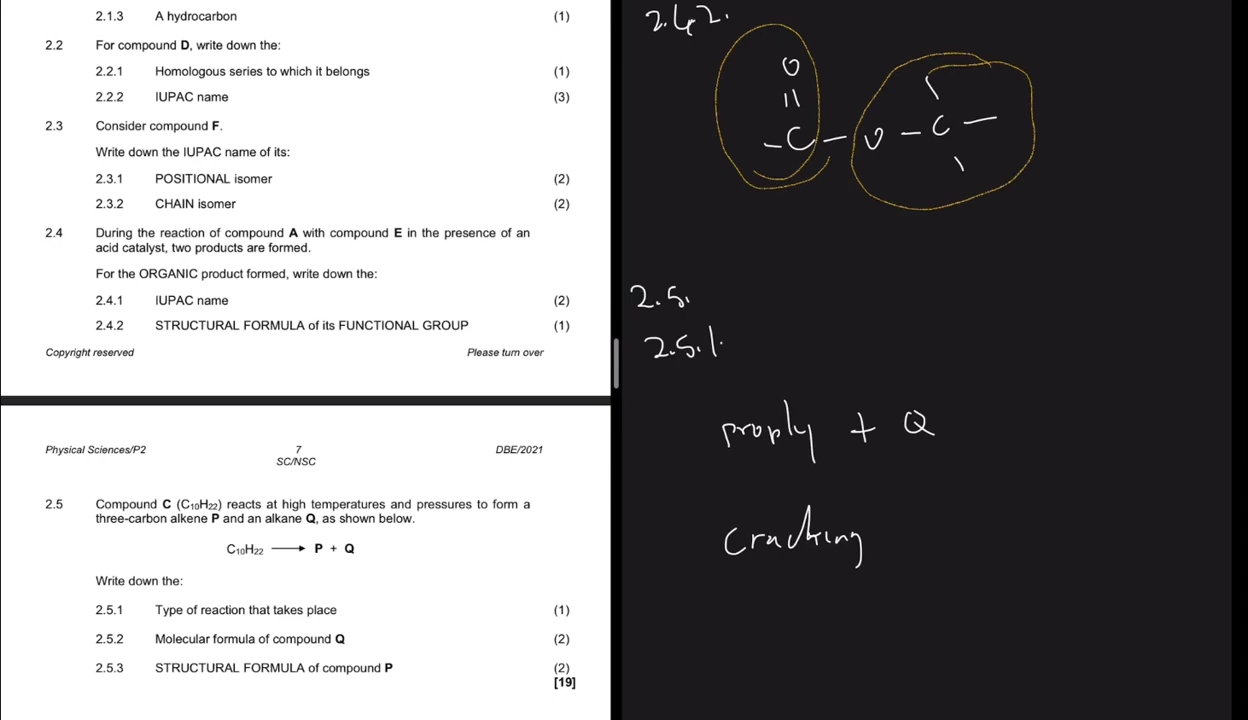 2.1.3 A hydrocarbon (1)
2.2 For compound D, write down the:
2.2.1 Homologous series to which it belongs (1)
2.2.2 IUPAC name (3)
2.3 Consider compound F.
Write down the IUPAC name of its:
2.3.1 POSITIONAL isomer (2)
2.3.2 CHAIN isomer (2)
2.4 During the reaction of compound A with compound E in the presence of an
acid catalyst, two products are formed.
For the ORGANIC product formed, write down the:
2.4.1 IUPAC name (2)
2.4.2 STRUCTURAL FORMULA of its FUNCTIONAL GROUP (1)
Copyright reserved Please turn over
Physical Sciences/P2 7 DBE/2021
SC/NSC
2.5 Compound C (C₁₀H₂₂) reacts at high temperatures and pressures to form a
three-carbon alkene P and an alkane Q, as shown below.
C₁₀H₂₂ ⟶ P + Q
Write down the:
2.5.1 Type of reaction that takes place (1)
2.5.2 Molecular formula of compound Q (2)
2.5.3 STRUCTURAL FORMULA of compound P (2)
[19]
2.4.2.
O
||
– C – O – C –
2.5.
2.5.1.
+ Q
cracking